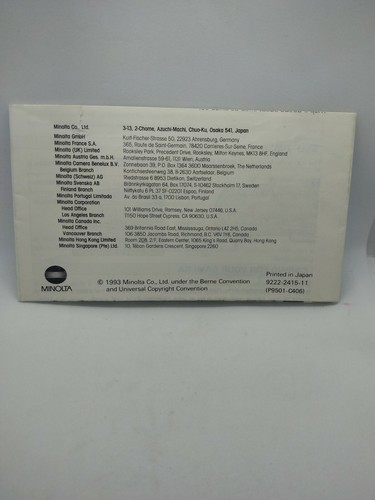 Minolta Co., Ltd. 3-13, 2-Chome, Azuchi-Machi, Chuo-Ku, Osaka 541, Japan
Minolta GmbH Kurt-Fischer-Strasse 50, 22923 Ahrensburg, Germany
Minolta France S.A. 365, Route de Saint-Germain, 78420 Carrières-Sur-Seine, France
Minolta (UK) Limited Rooksley Park, Precedent Drive, Rooksley, Milton Keynes, MK13 8HF, England
Minolta Austria Ges. m.b.H. Amalienstrasse 59-61, 1131 Wien, Austria
Minolta Camera Benelux B.V. Zonnebaan 39, P.O. Box 1364 3600 Maarssenbroek, The Netherlands
Belgium Branch Kontichsesteenweg 38, B-2630 Aartselaar, Belgium
Minolta (Schweiz) AG Riedstrasse 6 8953 Dietikon, Switzerland
Minolta Svenska AB Brännkyrkagatan 64, Box 17074, S-10462 Stockholm 17, Sweden
Finland Branch Niittykatu 6 PL 37 SF-02201 Espoo, Finland
Minolta Portugal Limitada Av. do Brasil 33-A, 1700 Lisbon, Portugal
Minolta Corporation
Head Office 101 Williams Drive, Ramsey, New Jersey 07446, U.S.A.
Los Angeles Branch 11150 Hope Street Cypress, CA 90630, U.S.A.
Minolta Canada Inc.
Head Office 369 Britannia Road East, Mississauga, Ontario L4Z 2H5, Canada
Vancouver Branch 105-3850 Jacombs Road, Richmond, B.C. V6V 1Y6, Canada
Minolta Hong Kong Limited Room 208, 2/F, Eastern Center, 1065 King's Road, Quarry Bay, Hong Kong
Minolta Singapore (Pte) Ltd. 10, Teban Gardens Crescent, Singapore 2260
MINOLTA
© 1993 Minolta Co., Ltd. under the Berne Convention
and Universal Copyright Convention
Printed in Japan
9222-2415-11
(P9501-C406)